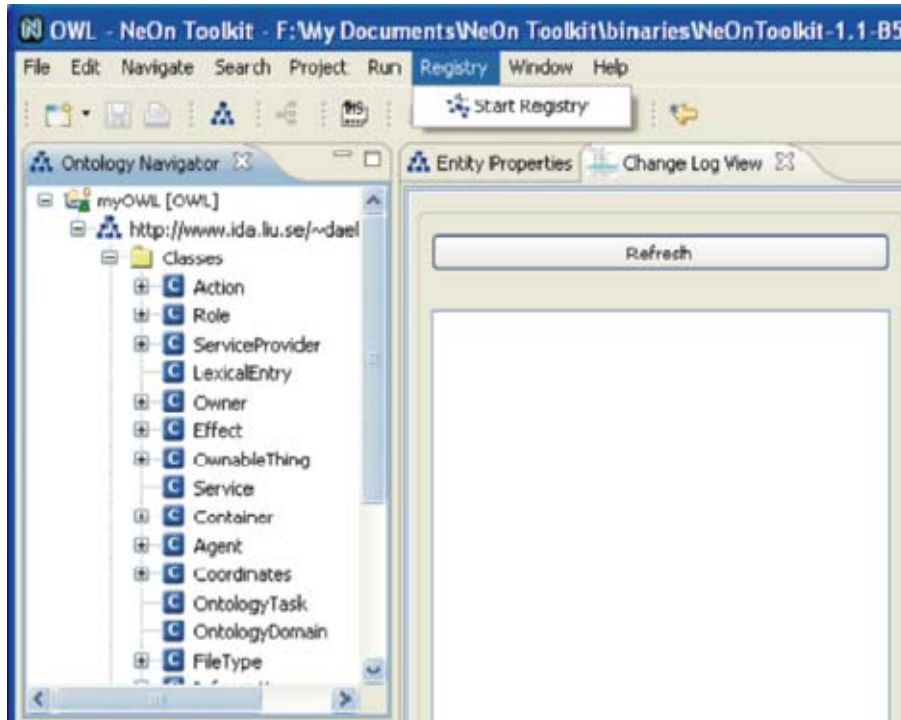 OWL - NeOn Toolkit - F:\My Documents\NeOn Toolkit\binaries\NeOnToolkit-1.1-B5
File Edit Navigate Search Project Run Registry Window Help
Start Registry
Ontology Navigator
Entity Properties
Change Log View
myOWL [OWL]
http://www.ida.liu.se/~dael
Classes
Action
Role
ServiceProvider
LexicalEntry
Owner
Effect
OwnableThing
Service
Container
Agent
Coordinates
OntologyTask
OntologyDomain
FileType
Refresh